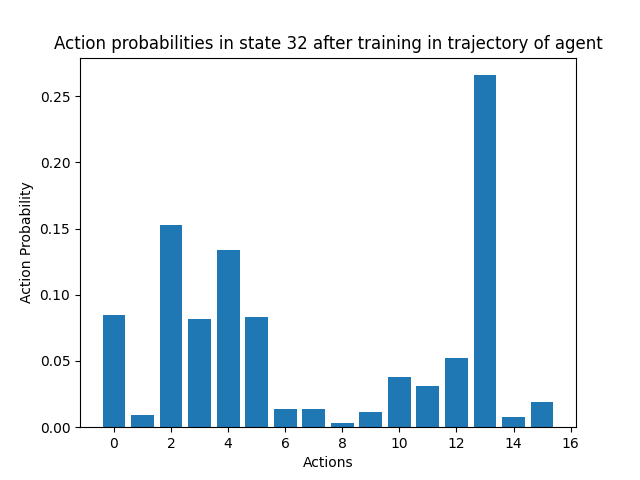 Action probabilities in state 32 after training in trajectory of agent
0.25
0.20
0.15
0.10
0.05
0.00
Action Probability
0 2 4 6 8 10 12 14 16
Actions